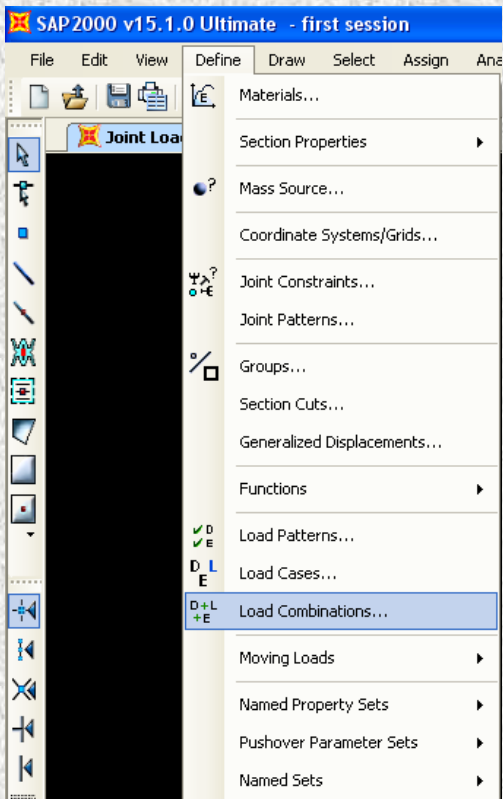 SAP2000 v15.1.0 Ultimate - first session
File Edit View Define Draw Select Assign Ana
Joint Loa
Materials...
Section Properties
Mass Source...
Coordinate Systems/Grids...
Joint Constraints...
Joint Patterns...
Groups...
Section Cuts...
Generalized Displacements...
Functions
D
E
Load Patterns...
D L
E
Load Cases...
D+L
+E
Load Combinations...
Moving Loads
Named Property Sets
Pushover Parameter Sets
Named Sets